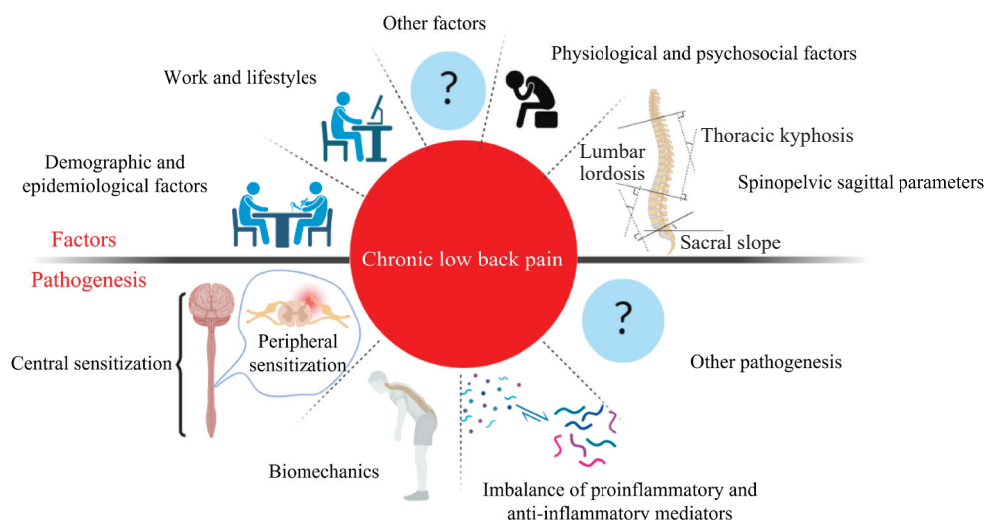 Other factors
Physiological and psychosocial factors
Work and lifestyles
Thoracic kyphosis
Lumbar
lordosis
Demographic and
epidemiological factors
Spinopelvic sagittal parameters
Sacral slope
Factors
Chronic low back pain
Pathogenesis
?
?
Peripheral
sensitization
Central sensitization
Other pathogenesis
Biomechanics
Imbalance of proinflammatory and
anti-inflammatory mediators